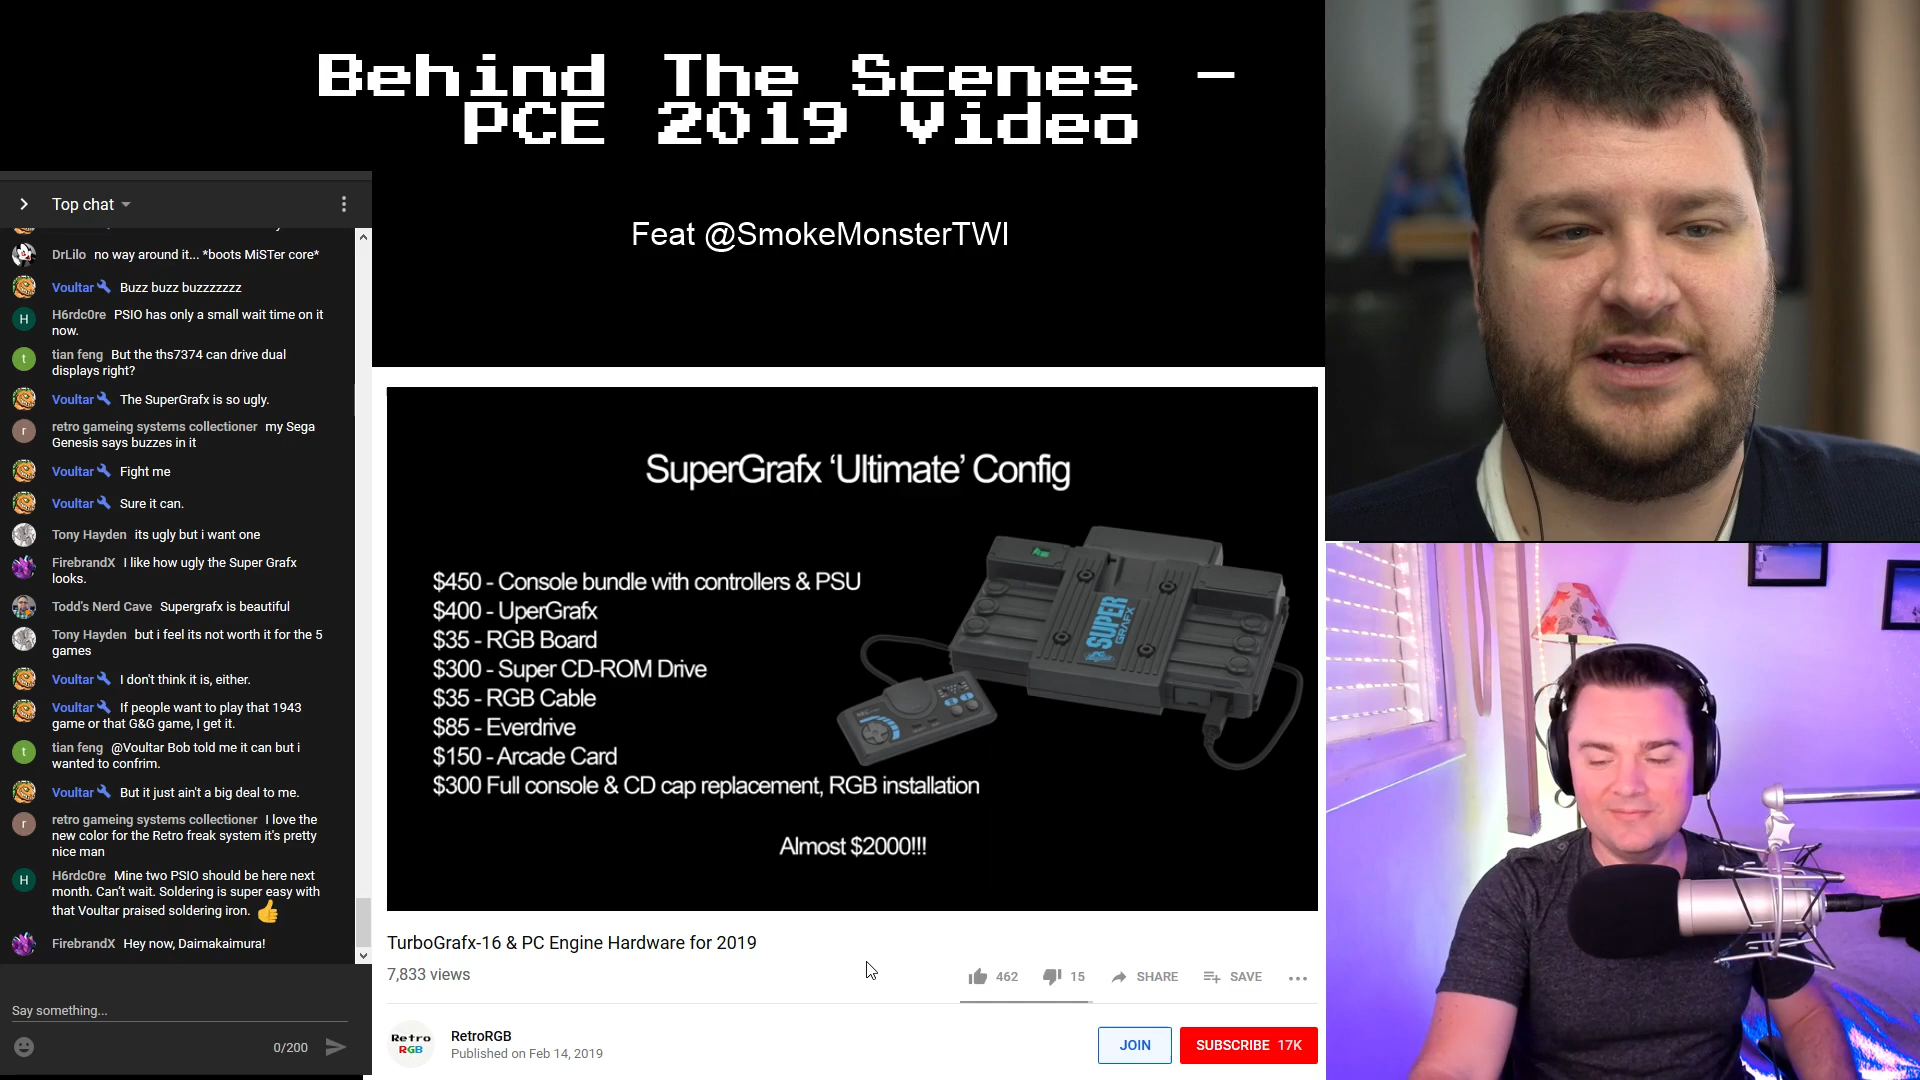 Behind The Scenes -
PCE 2019 Video
Feat @SmokeMonsterTWI
Top chat
DrLilo no way around it... *boots MiSTer core*
Voultar Buzz buzz buzzzzzzz
H
H6rdc0re PSIO has only a small wait time on it
now.
t
tian feng But the ths7374 can drive dual
displays right?
Voultar The SuperGrafx is so ugly.
r
retro gameing systems collectioner my Sega
Genesis says buzzes in it
Voultar Fight me
Voultar Sure it can.
Tony Hayden its ugly but i want one
FirebrandX I like how ugly the Super Grafx
looks.
Todd's Nerd Cave Supergrafx is beautiful
Tony Hayden but i feel its not worth it for the 5
games
Voultar I don't think it is, either.
Voultar If people want to play that 1943
game or that G&G game, I get it.
t
tian feng @Voultar Bob told me it can but i
wanted to confrim.
Voultar But it just ain't a big deal to me.
r
retro gameing systems collectioner I love the
new color for the Retro freak system it's pretty
nice man
H
H6rdc0re Mine two PSIO should be here next
month. Can't wait. Soldering is super easy with
that Voultar praised soldering iron.
FirebrandX Hey now, Daimakaimura!
Say something...
0/200
SuperGrafx 'Ultimate' Config
$450 - Console bundle with controllers & PSU
$400 - UperGrafx
$35 - RGB Board
$300 - Super CD-ROM Drive
$35 - RGB Cable
$85 - Everdrive
$150 - Arcade Card
$300 Full console & CD cap replacement, RGB installation
Almost $2000!!!
SUPER
GRAFX
TurboGrafx-16 & PC Engine Hardware for 2019
7,833 views
462
15
SHARE
SAVE
Retro
RGB
RetroRGB
Published on Feb 14, 2019
JOIN
SUBSCRIBE 17K